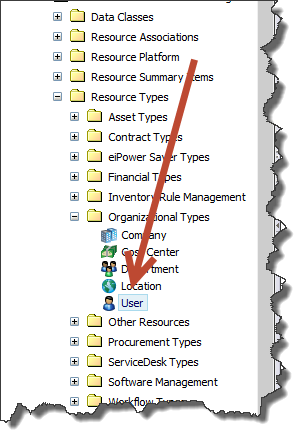 Data Classes
Resource Associations
Resource Platform
Resource Summary Items
Resource Types
Asset Types
Contract Types
eiPower Saver Types
Financial Types
Inventory Rule Management
Organizational Types
Company
Cost Center
Department
Location
User
Other Resources
Procurement Types
ServiceDesk Types
Software Management
Workflow Types